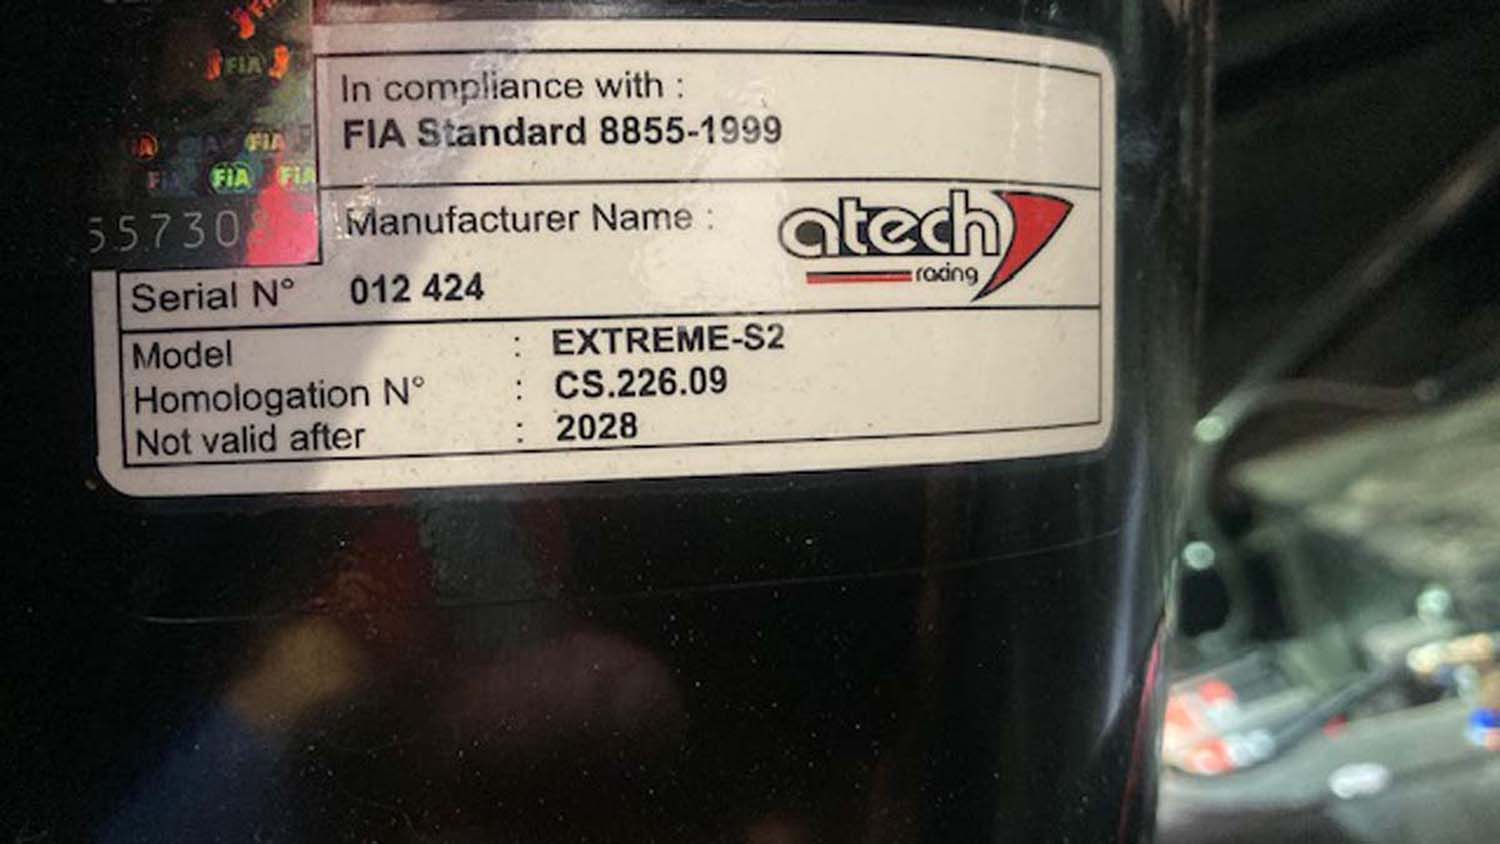 FiA
FiA
FiA FiA
In compliance with :
FIA Standard 8855-1999
Manufacturer Name :
atech
racing
55730
Serial N° 012 424
Model : EXTREME-S2
Homologation N° : CS.226.09
Not valid after : 2028